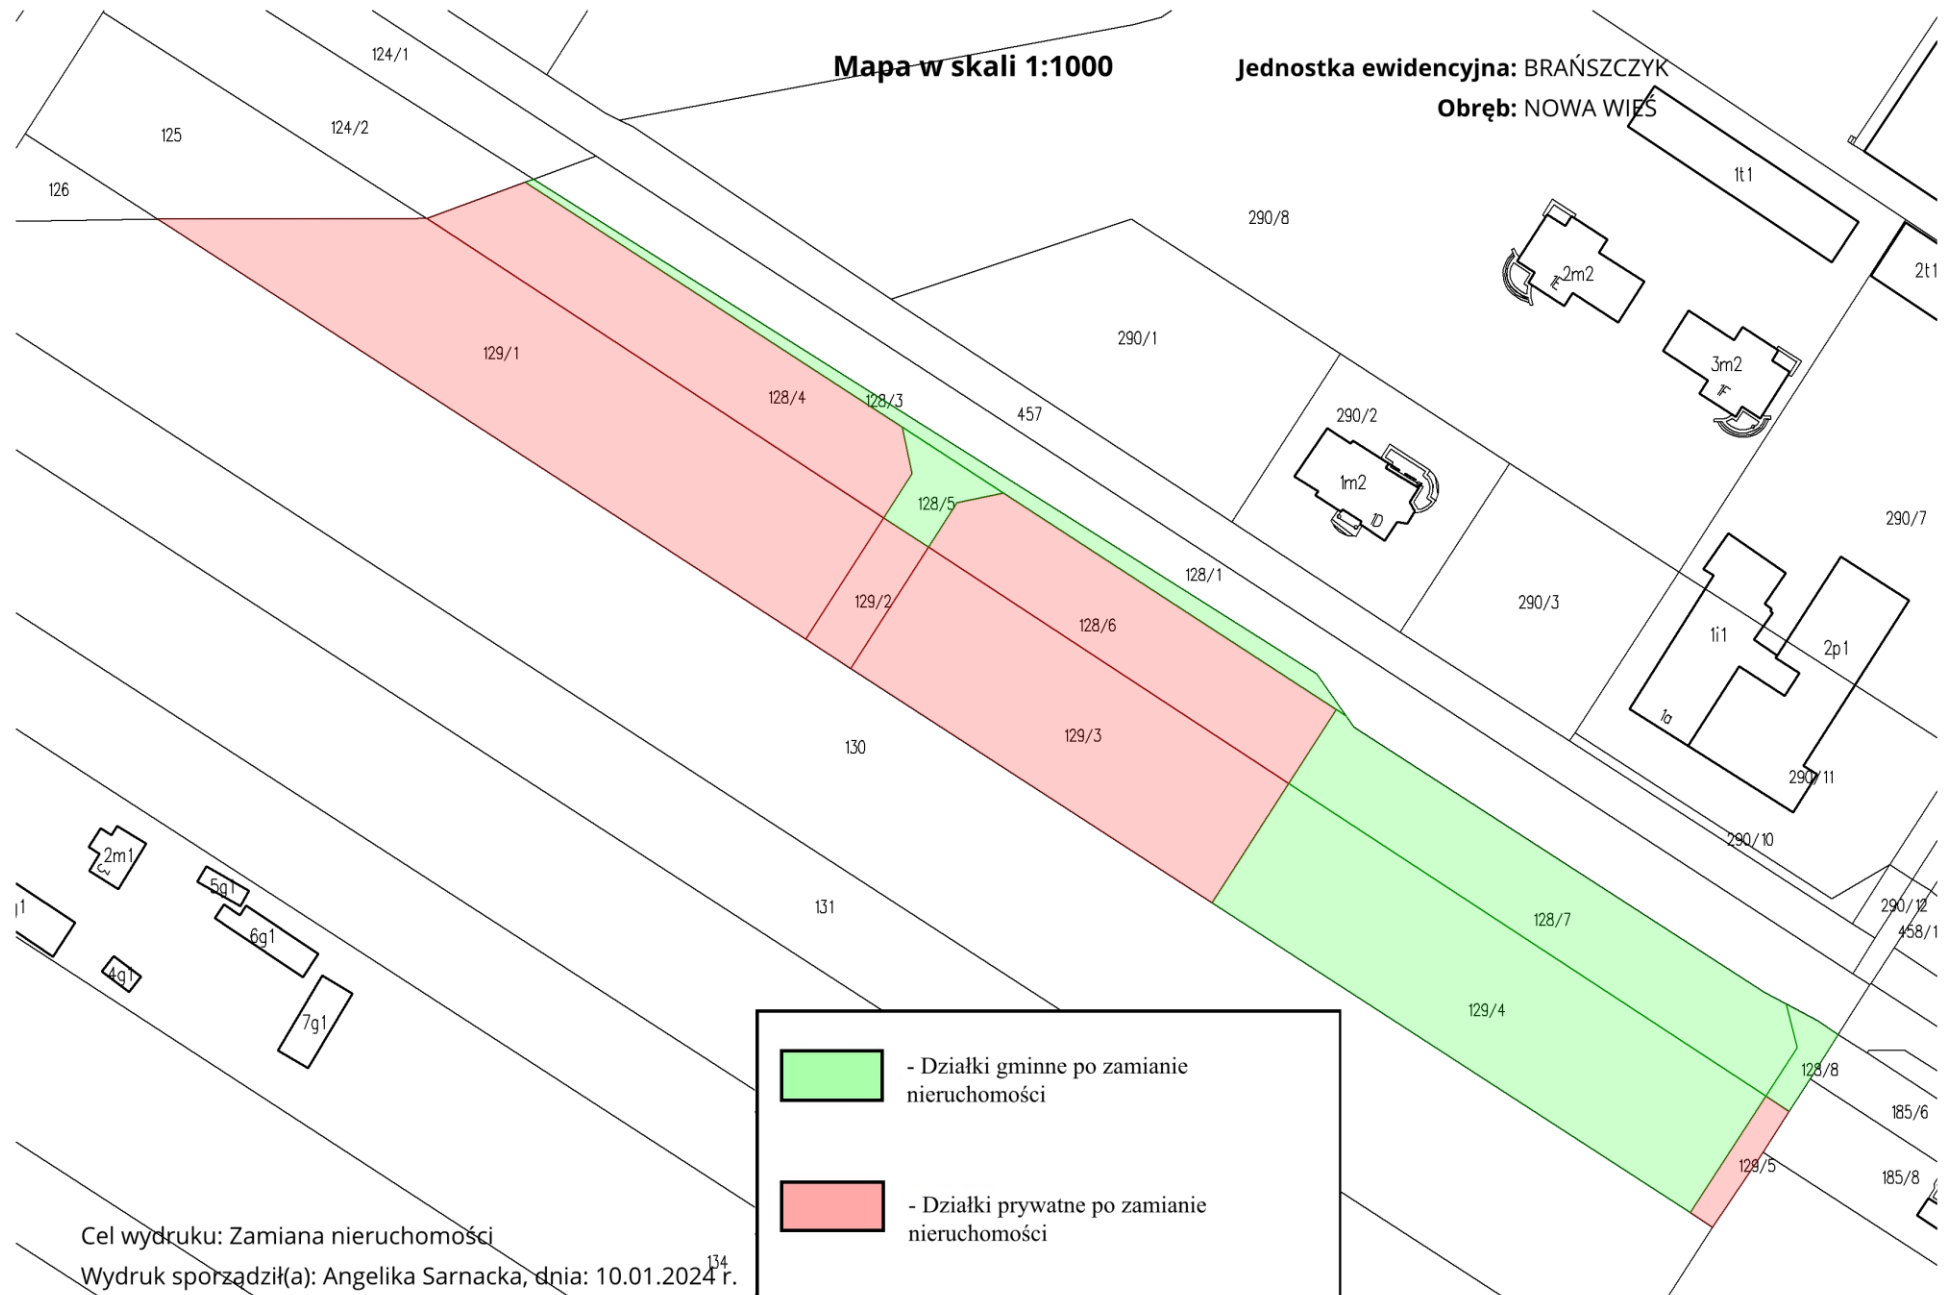 124/1
Mapa w skali 1:1000
Jednostka ewidencyjna: BRAŃSZCZYK
Obręb: NOWA WIEŚ
125
124/2
126
1t1
290/8
2m2
1E
2t1
290/1
129/1
128/4
128/3
457
290/2
3m2
1F
1m2
1D
128/5
290/7
128/1
129/2
290/3
128/6
1i1
2p1
1a
129/3
130
290/11
290/10
2m1
3
5g1
6g1
4g1
7g1
131
290/12
458/1
128/7
129/4
128/8
185/6
129/5
185/8
- Działki gminne po zamianie
nieruchomości
- Działki prywatne po zamianie
nieruchomości
Cel wydruku: Zamiana nieruchomości
134
Wydruk sporządził(a): Angelika Sarnacka, dnia: 10.01.2024 r.